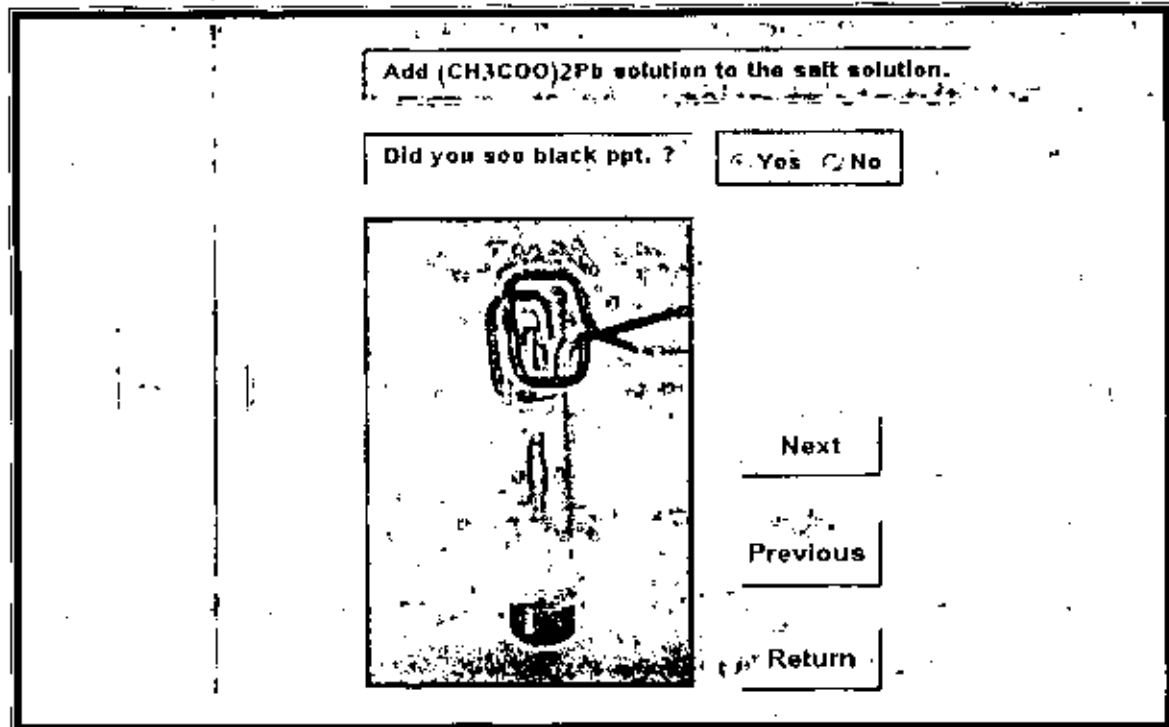 Add (CH3COO)2Pb solution to the salt solution.
Did you see black ppt. ?
Yes No
Next
Previous
Return